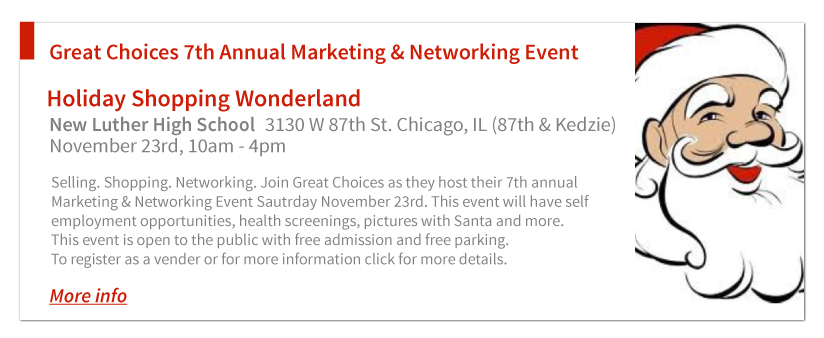 Great Choices 7th Annual Marketing & Networking Event
Holiday Shopping Wonderland
New Luther High School 3130 W 87th St. Chicago, IL (87th & Kedzie)
November 23rd, 10am - 4pm
Selling. Shopping. Networking. Join Great Choices as they host their 7th annual
Marketing & Networking Event Sautrday November 23rd. This event will have self
employment opportunities, health screenings, pictures with Santa and more.
This event is open to the public with free admission and free parking.
To register as a vender or for more information click for more details.
More info